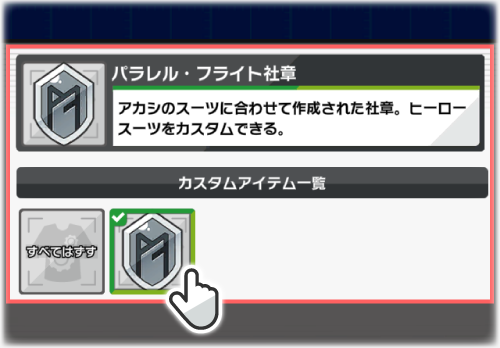 パラレル・フライト社章
アカシのスーツに合わせて作成された社章。ヒーロー
スーツをカスタムできる。
カスタムアイテム一覧
すべてはずす